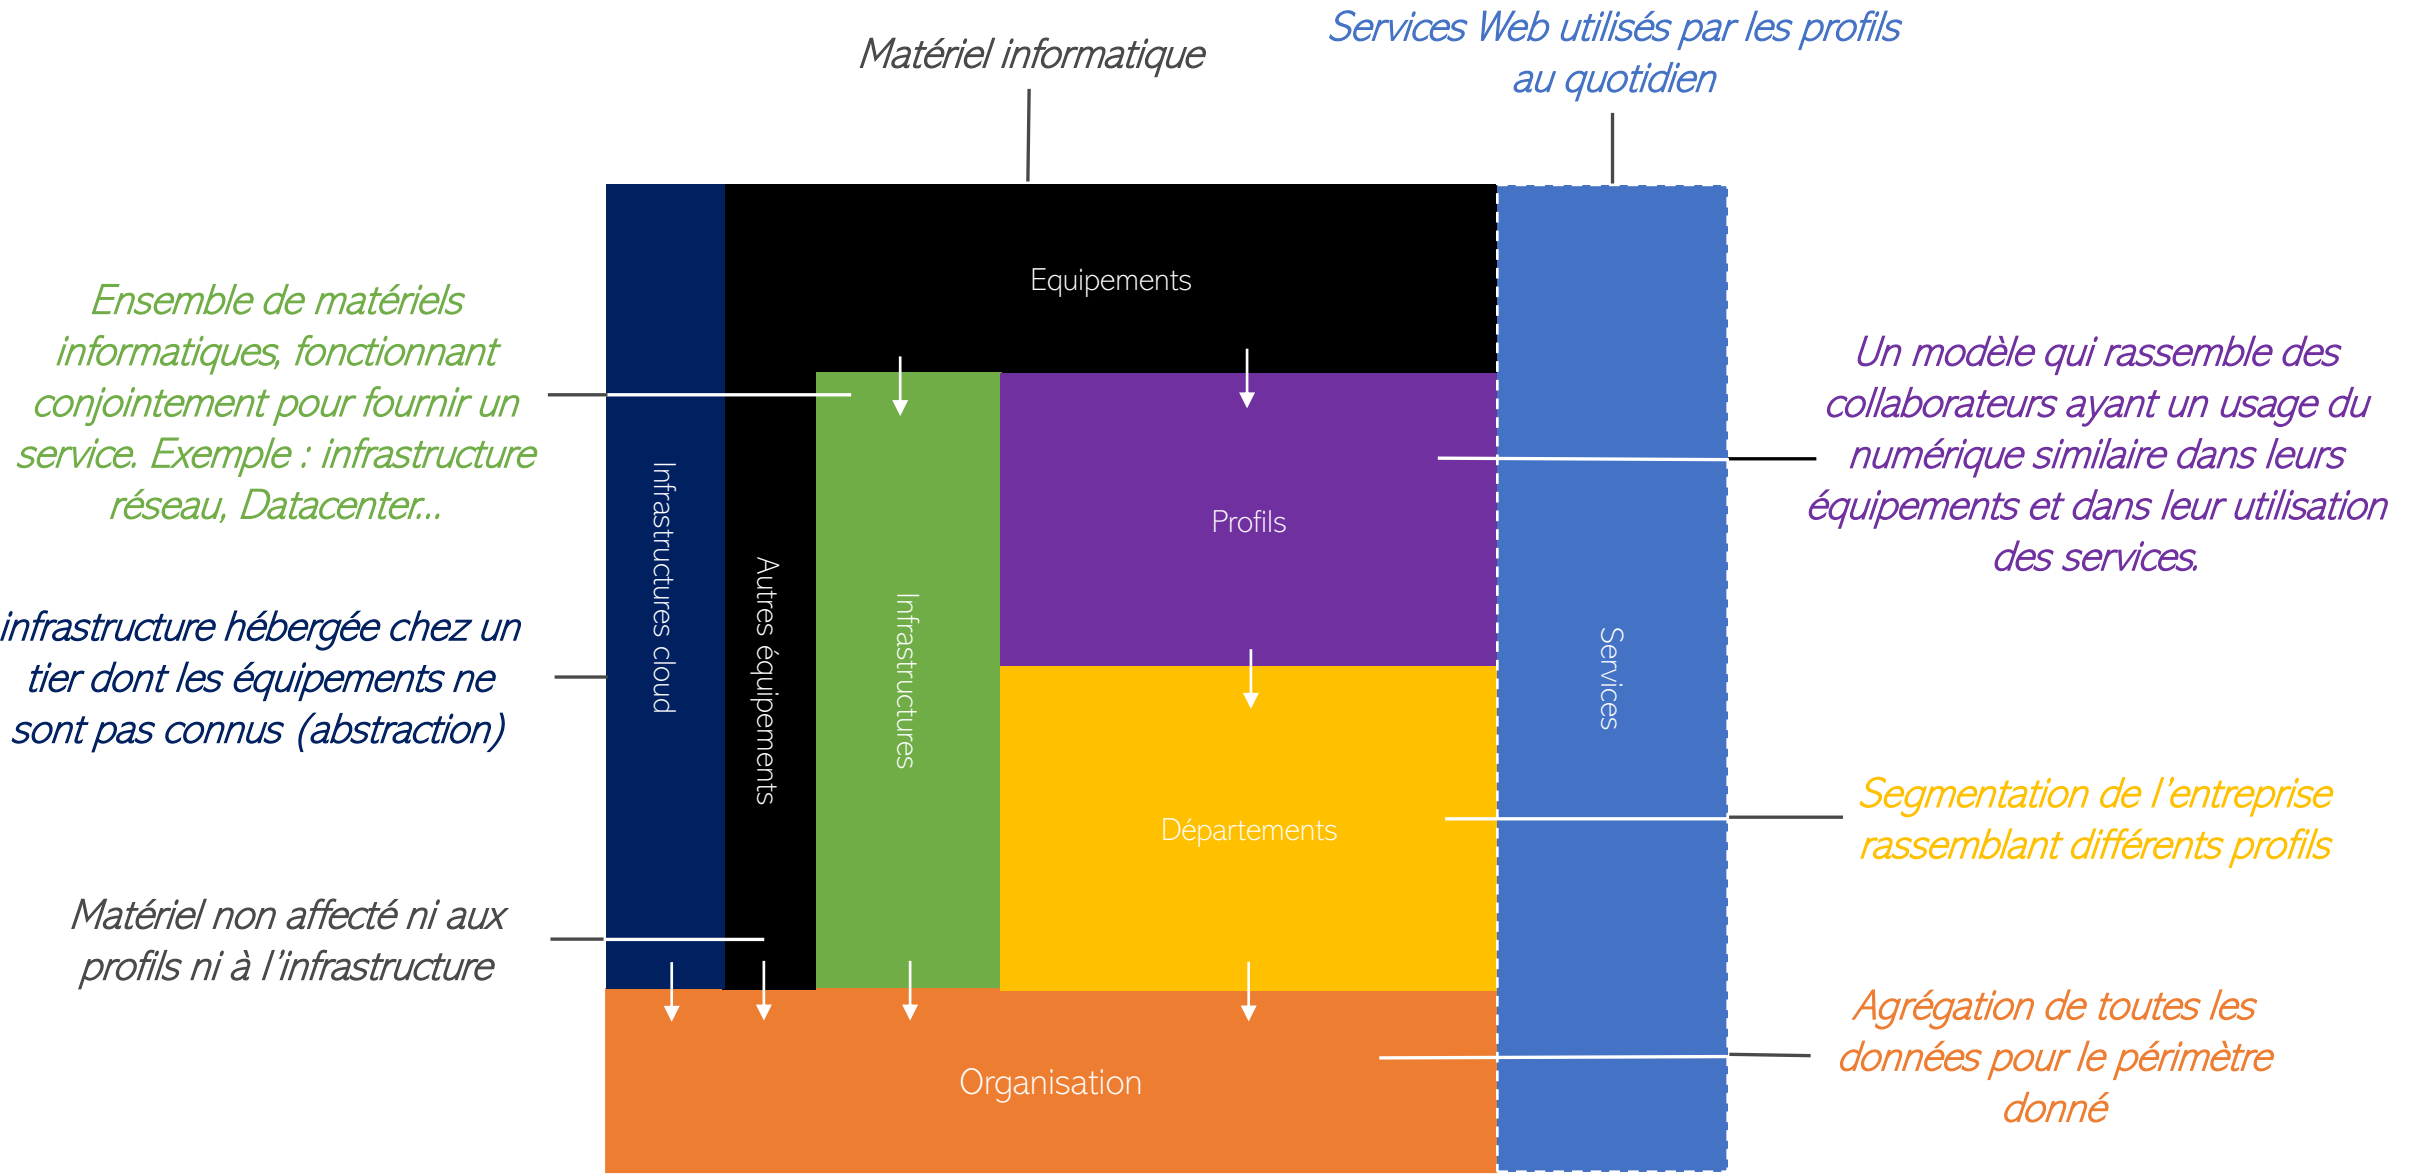 Services Web utilisés par les profils
au quotidien
Matériel informatique
Equipements
Ensemble de matériels
informatiques, fonctionnant
conjointement pour fournir un
service. Exemple : infrastructure
réseau, Datacenter...
Un modèle qui rassemble des
collaborateurs ayant un usage du
numérique similaire dans leurs
équipements et dans leur utilisation
des services.
Infrastructures cloud
Autres équipements
Infrastructures
Profils
Services
infrastructure hébergée chez un
tier dont les équipements ne
sont pas connus (abstraction)
Départements
Segmentation de l'entreprise
rassemblant différents profils
Matériel non affecté ni aux
profils ni à l'infrastructure
Organisation
Agrégation de toutes les
données pour le périmètre
donné